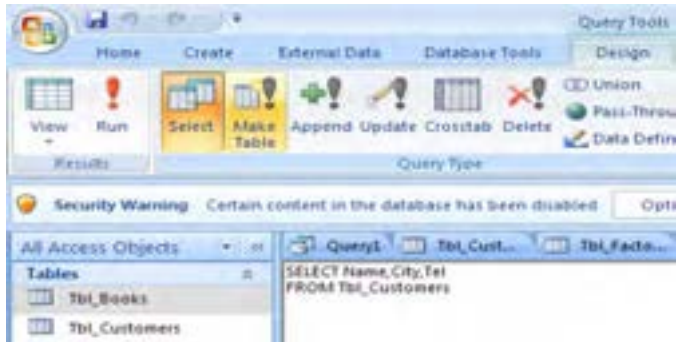 Query Tools
Home Create External Data Database Tools Design
View Run Select Make Table Append Update Crosstab Delete
Union
Pass-Throu
Data Defin
Results Query Type
Security Warning Certain content in the database has been disabled Opti
All Access Objects Query1 Tbl_Cust... Tbl_Facto...
Tables
Tbl_Books
Tbl_Customers
SELECT Name,City,Tel
FROM Tbl_Customers